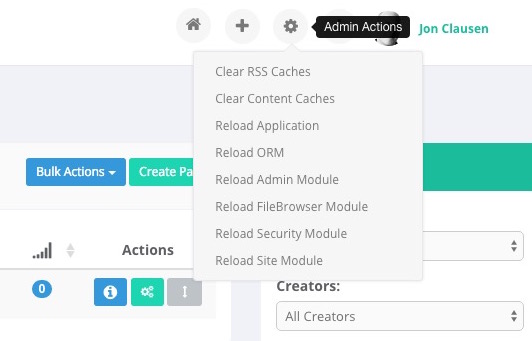 Admin Actions
Jon Clausen
Clear RSS Caches
Clear Content Caches
Reload Application
Reload ORM
Reload Admin Module
Reload FileBrowser Module
Reload Security Module
Reload Site Module
Bulk Actions
Create Pa
Actions
0
Creators:
All Creators